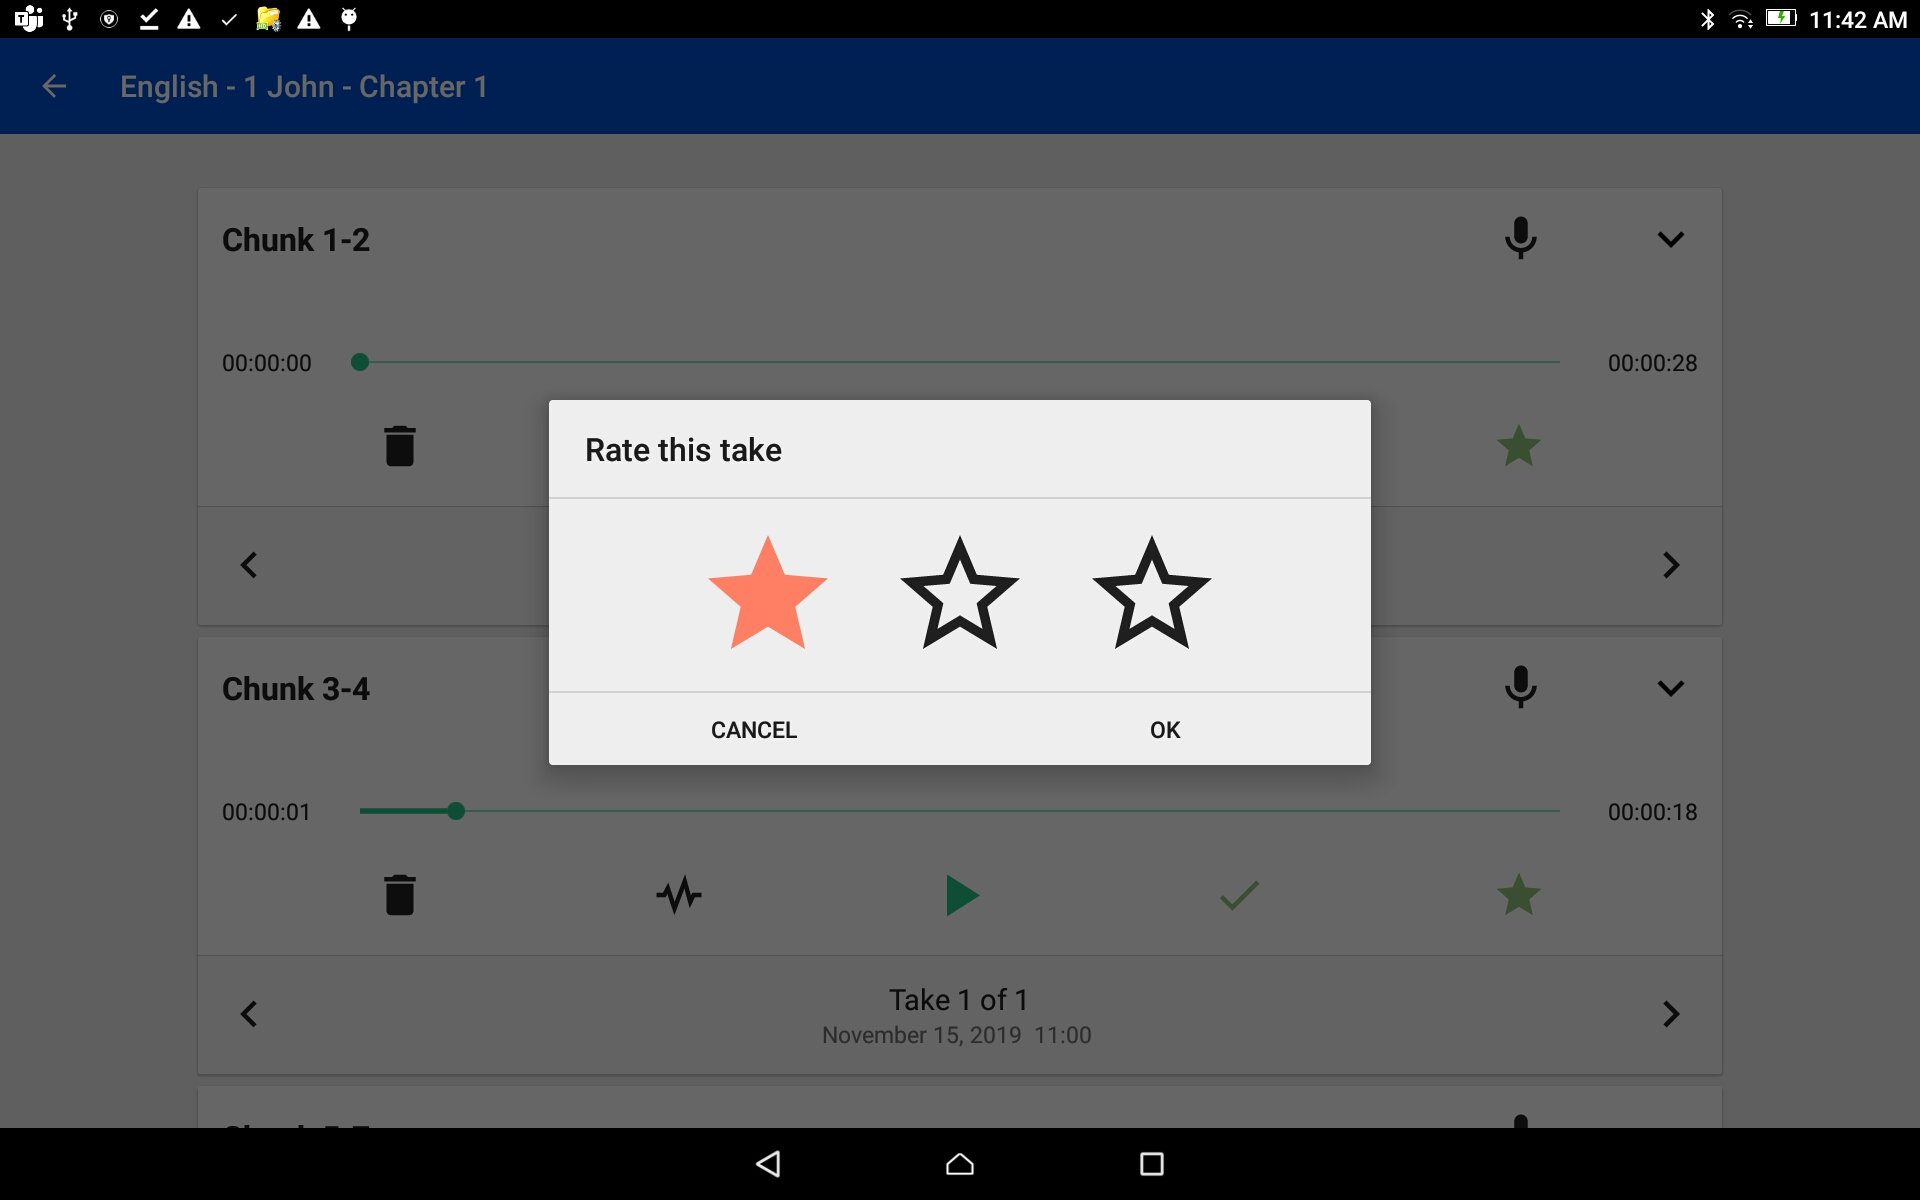 11:42 AM
English - 1 John - Chapter 1
Chunk 1-2
00:00:00
00:00:28
Rate this take
CANCEL
OK
Chunk 3-4
00:00:01
00:00:18
Take 1 of 1
November 15, 2019 11:00